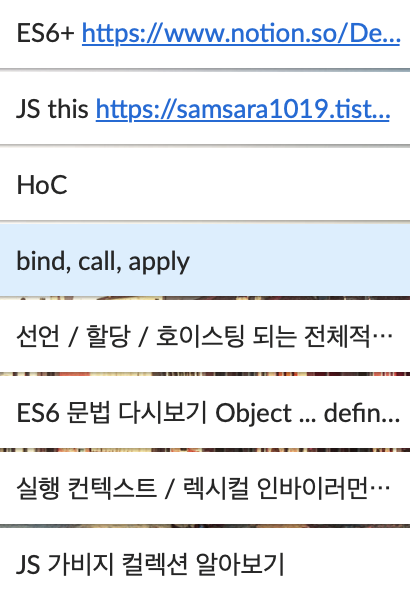 ES6+ https://www.notion.so/De...
JS this https://samsara1019.tist...
HoC
bind, call, apply
선언 / 할당 / 호이스팅 되는 전체적…
ES6 문법 다시보기 Object ... defin...
실행 컨텍스트 / 렉시컬 인바이러먼…
JS 가비지 컬렉션 알아보기